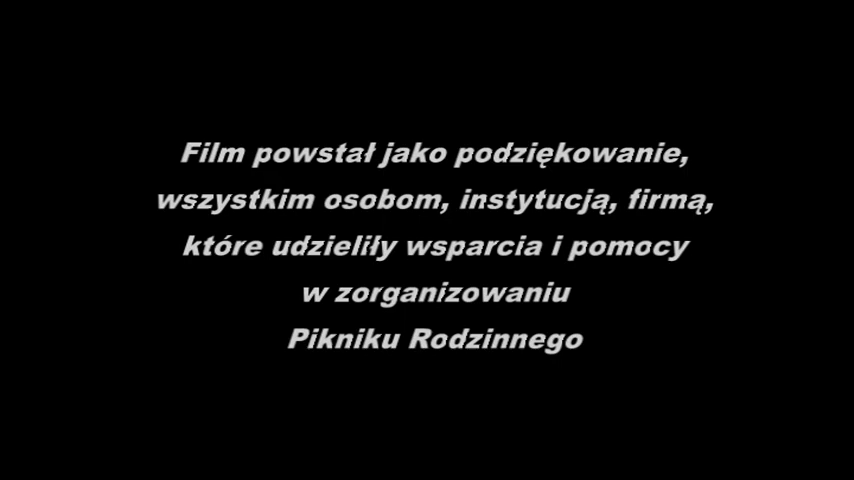 Film powstał jako podziękowanie,
wszystkim osobom, instytucją, firmą,
które udzieliły wsparcia i pomocy
w zorganizowaniu
Pikniku Rodzinnego